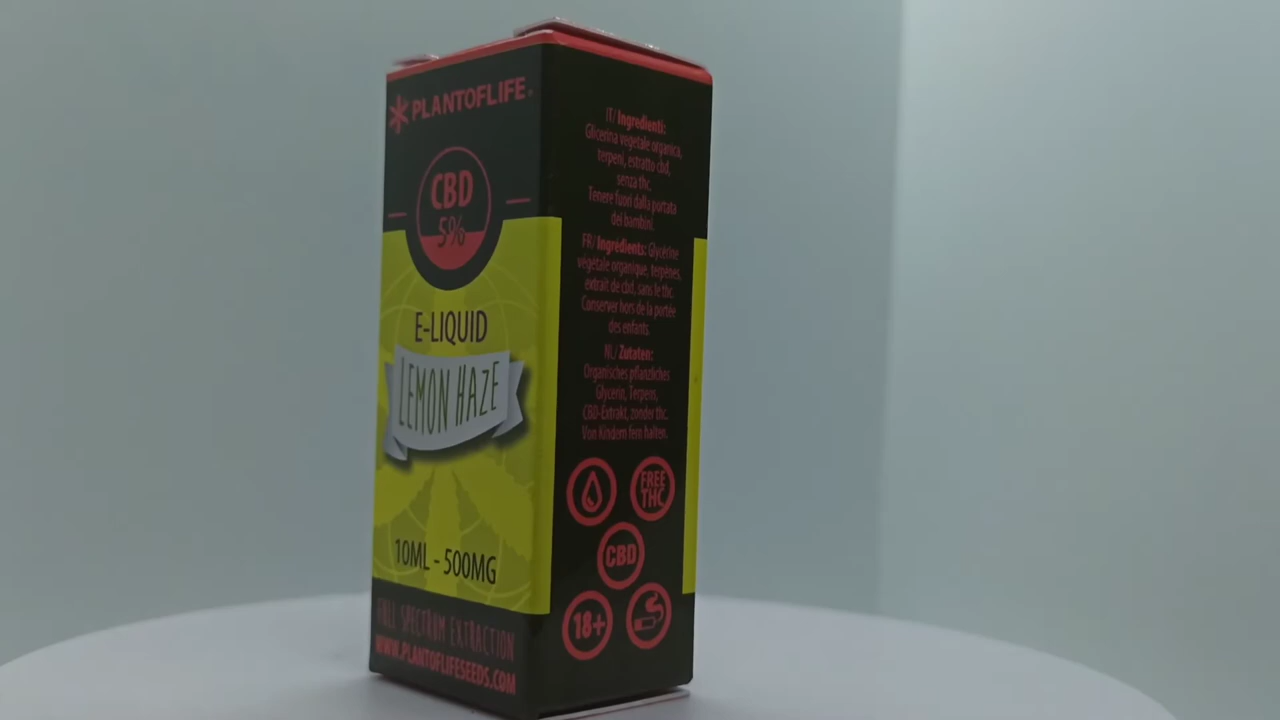 PLANTOFLIFE
CBD
5%
E-LIQUID
LEMON HAZE
10ML - 500MG
FULL SPECTRUM EXTRACTION
WWW.PLANTOFLIFESEEDS.COM
IT/ Ingredienti:
Glicerina vegetale organica,
terpeni, estratto cbd,
senza thc.
Tenere fuori dalla portata
dei bambini.
FR/ Ingrédients: Glycérine
végétale organique, terpènes,
extrait de cbd, sans le thc.
Conserver hors de la portée
des enfants.
NL/ Zutaten:
Organisches pflanzliches
Glycerin, Terpens,
CBD-Extrakt, zonder thc.
Von Kindern fern halten.
FREE
THC
CBD
18+